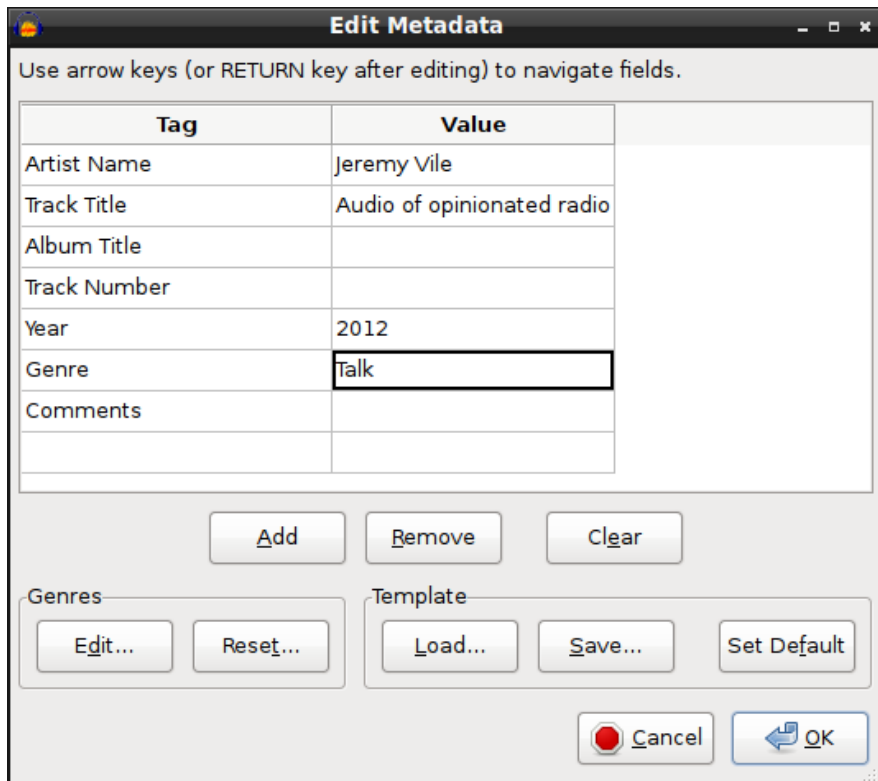 Edit Metadata
Use arrow keys (or RETURN key after editing) to navigate fields.
Tag Value
Artist Name Jeremy Vile
Track Title Audio of opinionated radio
Album Title
Track Number
Year 2012
Genre Talk
Comments
Add Remove Clear
Genres Template
Edit... Reset... Load... Save... Set Default
Cancel OK